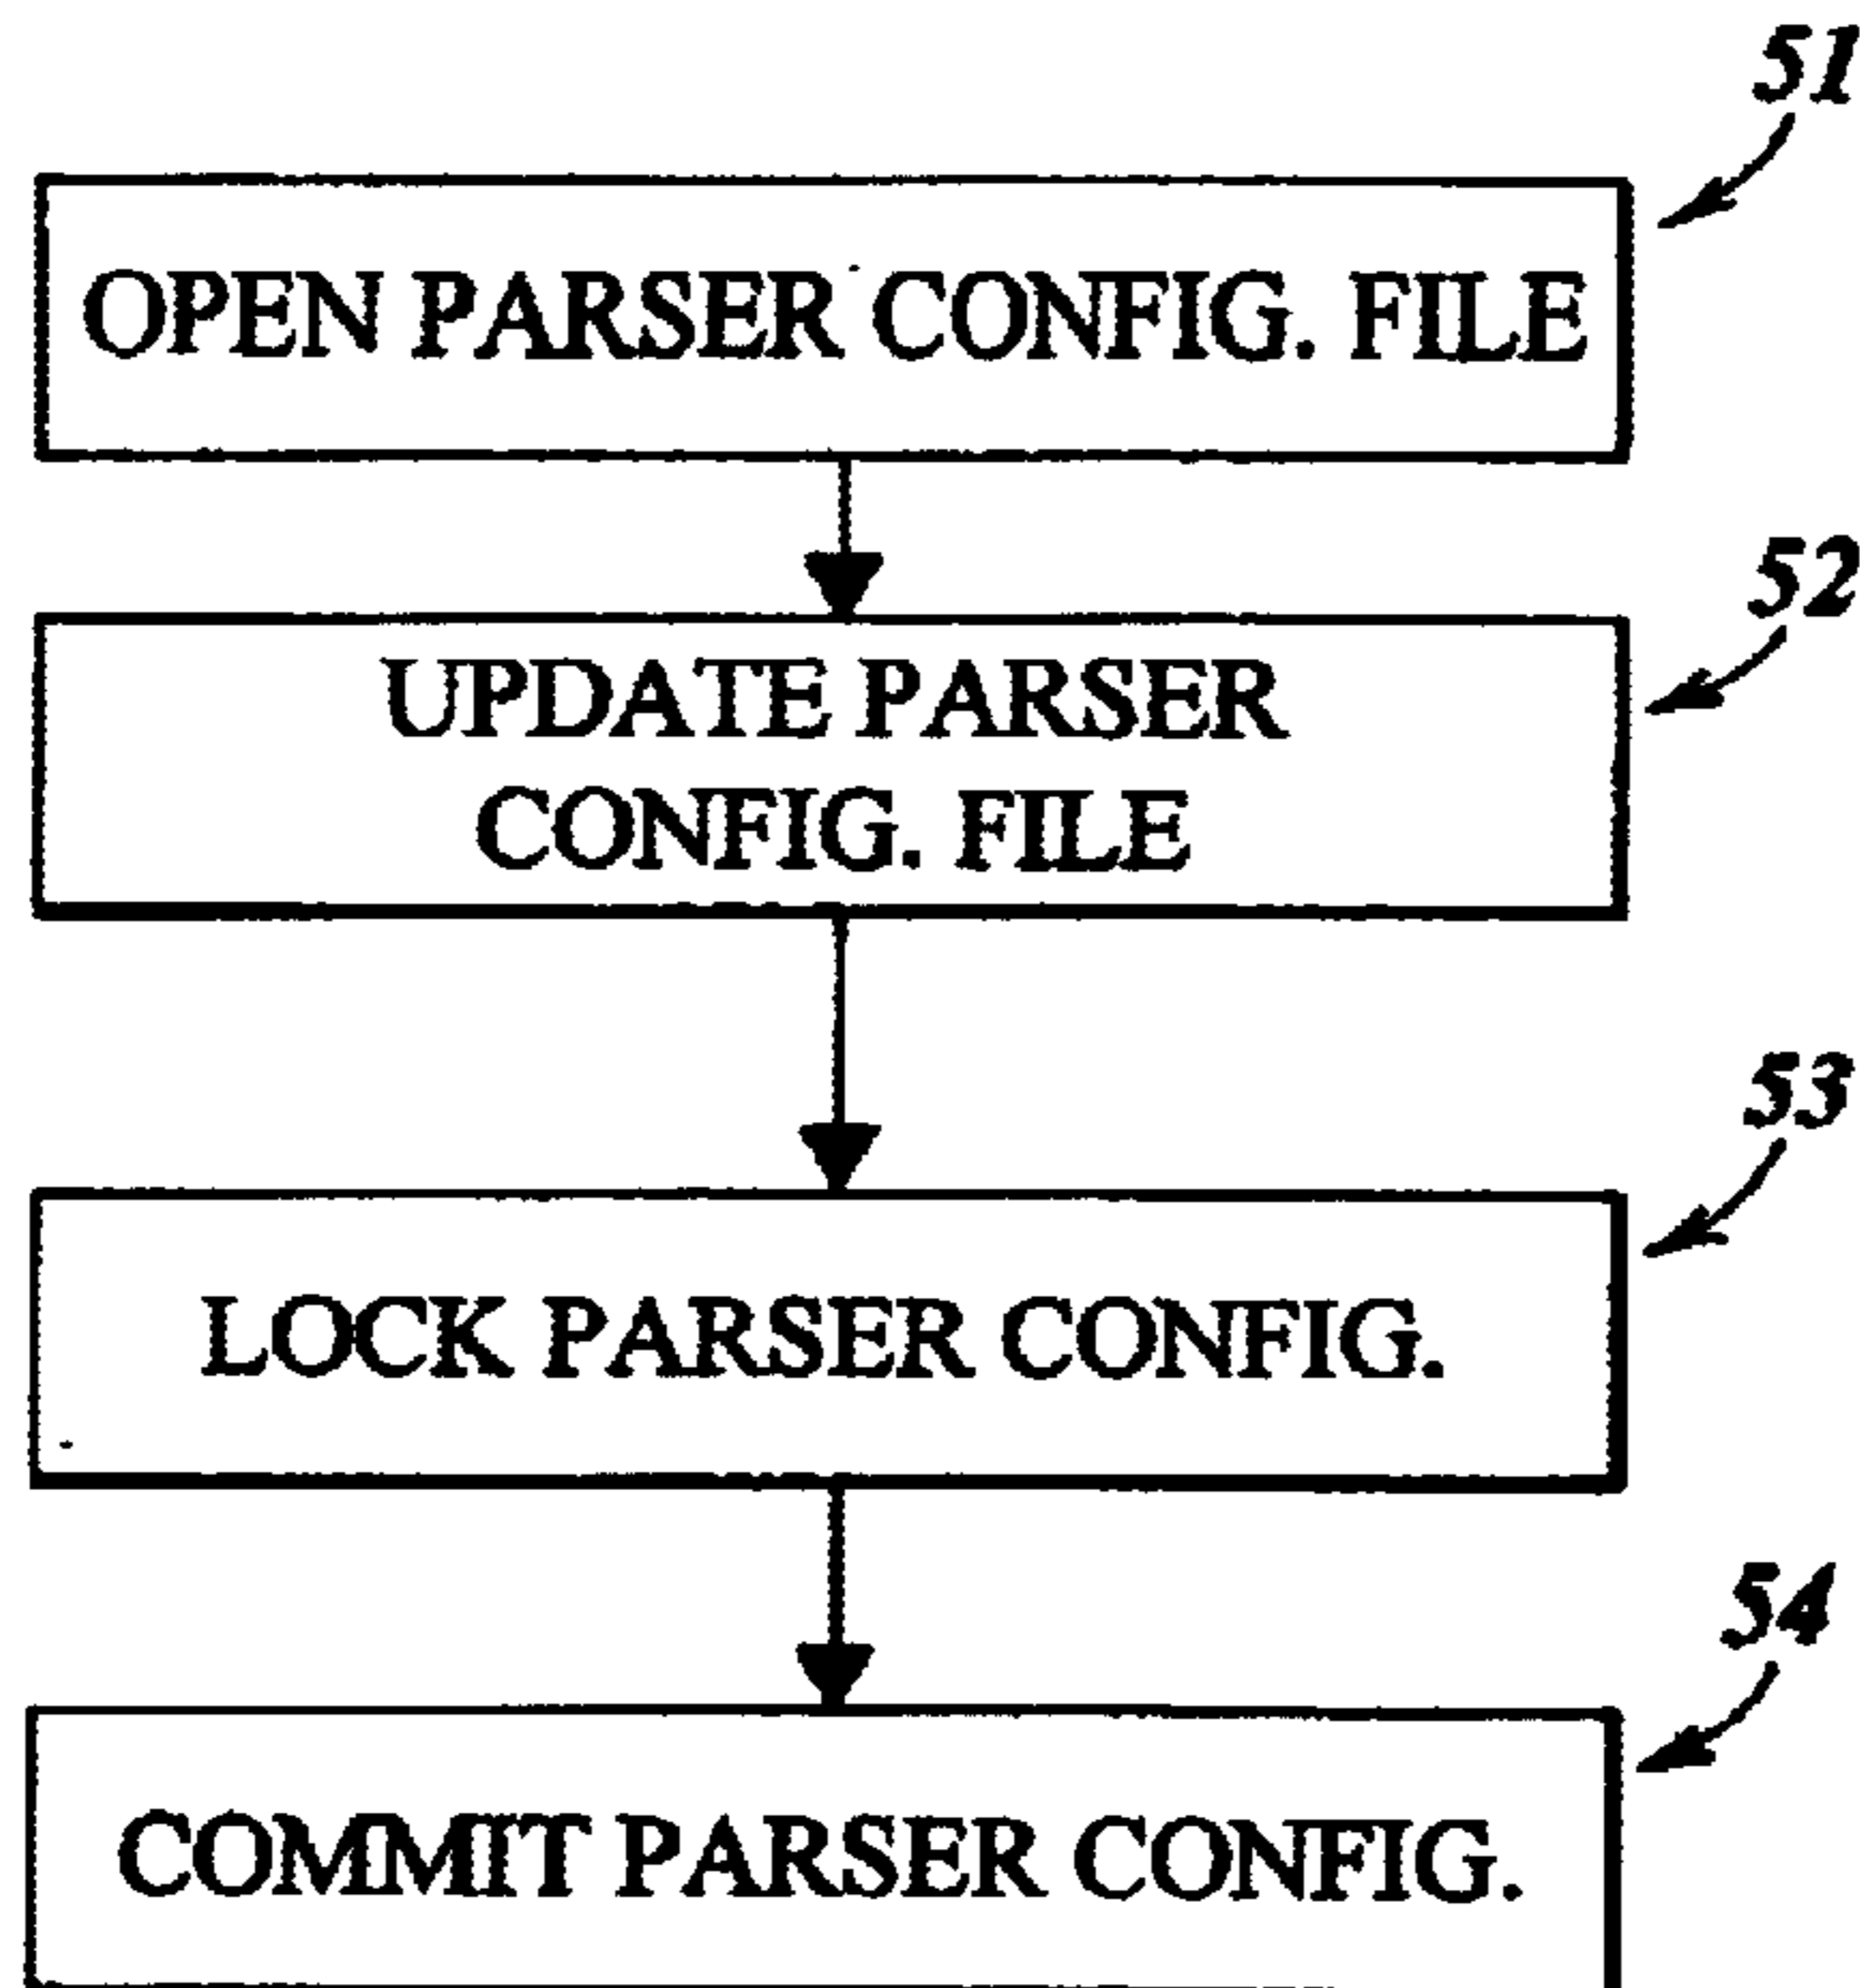 51
OPEN PARSER CONFIG. FILE
52
UPDATE PARSER
CONFIG. FILE
53
LOCK PARSER CONFIG.
54
COMMIT PARSER CONFIG.